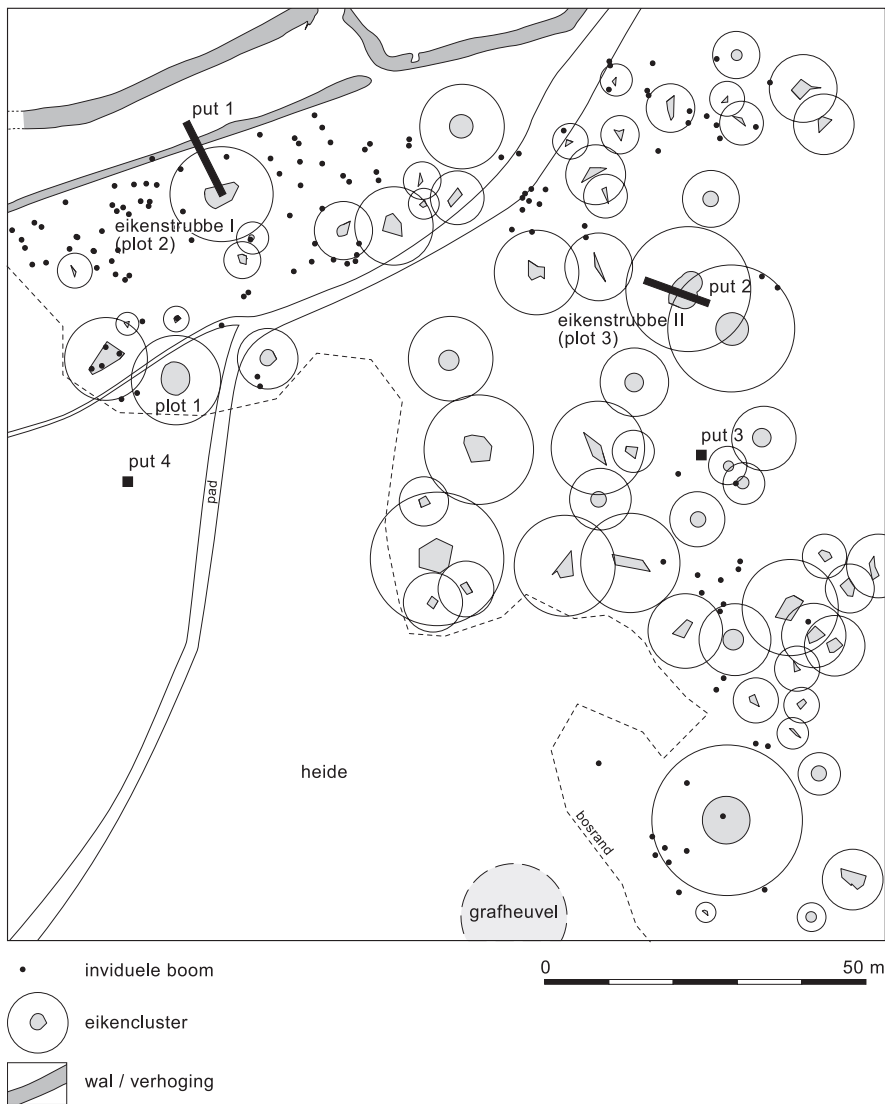 put 1
eikenstrubbe I
(plot 2)
put 2
eikenstrubbe II
(plot 3)
plot 1
put 3
put 4
pad
heide
bosrand
grafheuvel
inviduele boom
0 50 m
eikencluster
wal / verhoging